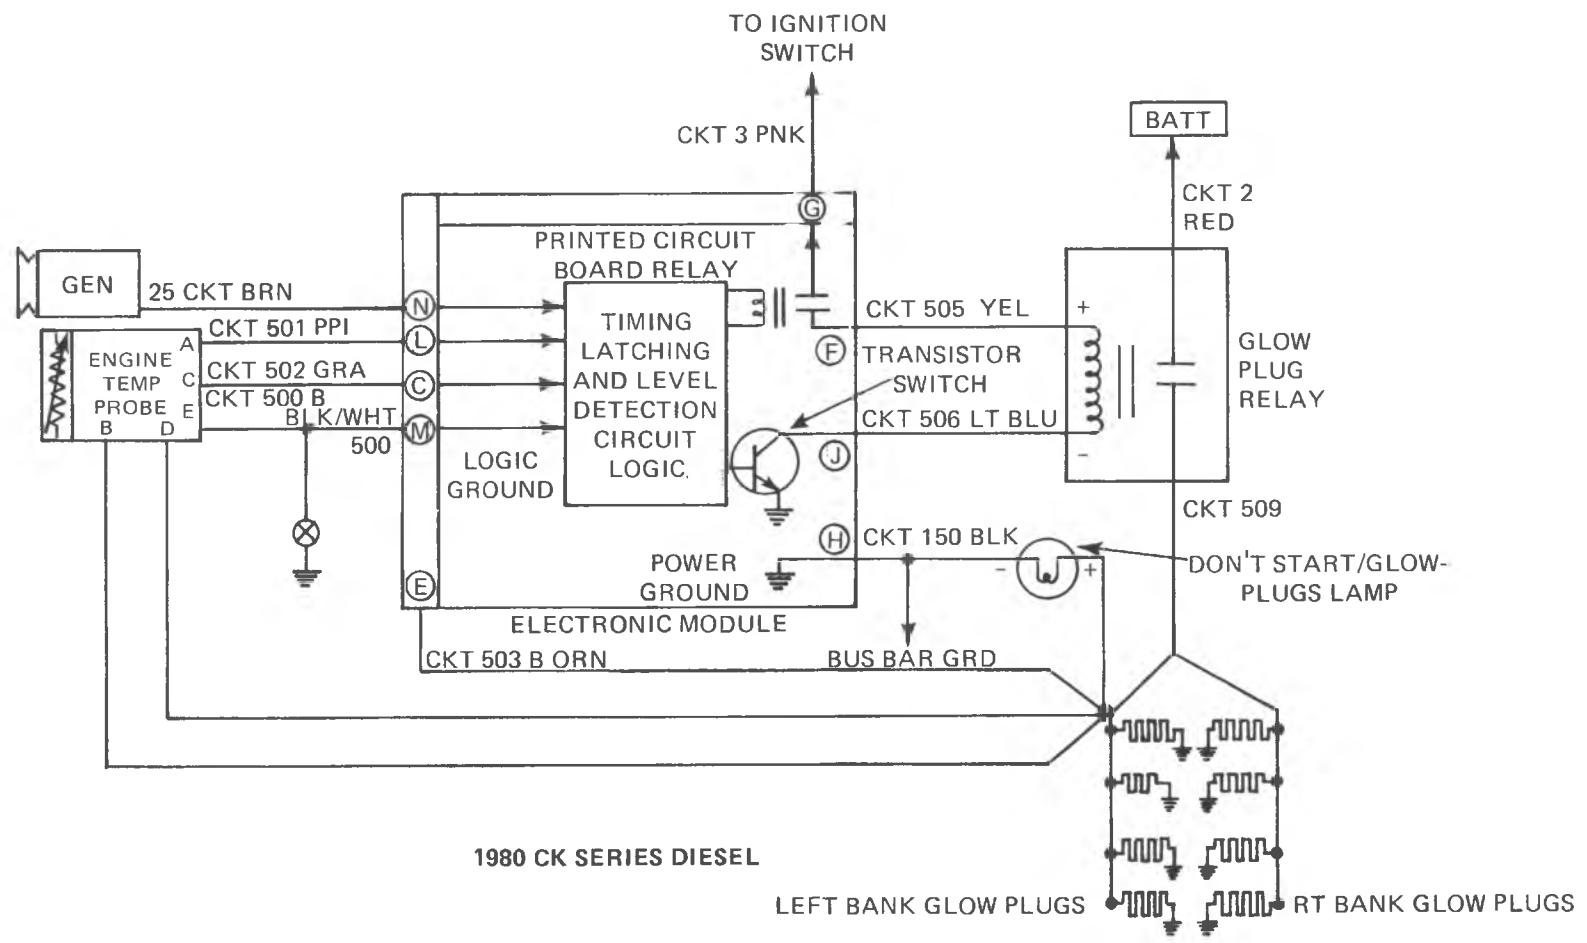 TO IGNITION
SWITCH
CKT 3 PNK
BATT
CKT 2
RED
G
PRINTED CIRCUIT
BOARD RELAY
GEN
25 CKT BRN
N
CKT 501 PPI
L
A
ENGINE
TEMP
PROBE
C
E
B
D
CKT 502 GRA
C
CKT 500 B
BLK/WHT
500
M
TIMING
LATCHING
AND LEVEL
DETECTION
CIRCUIT
LOGIC.
LOGIC
GROUND
CKT 505 YEL
F
TRANSISTOR
SWITCH
CKT 506 LT BLU
J
+
-
GLOW
PLUG
RELAY
CKT 509
H
CKT 150 BLK
-
+
DON'T START/GLOW-
PLUGS LAMP
POWER
GROUND
E
ELECTRONIC MODULE
CKT 503 B ORN
BUS BAR GRD
1980 CK SERIES DIESEL
LEFT BANK GLOW PLUGS
RT BANK GLOW PLUGS